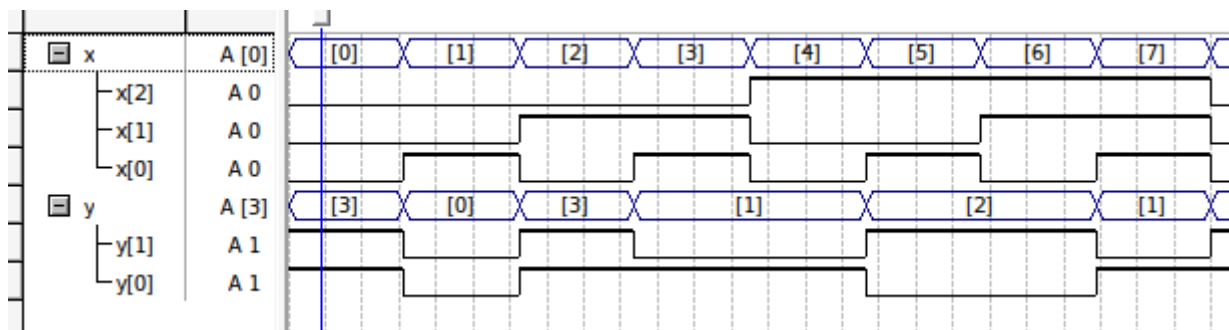 x A [0] [0] [1] [2] [3] [4] [5] [6] [7]
x[2] A 0
x[1] A 0
x[0] A 0
y A [3] [3] [0] [3] [1] [2] [1]
y[1] A 1
y[0] A 1